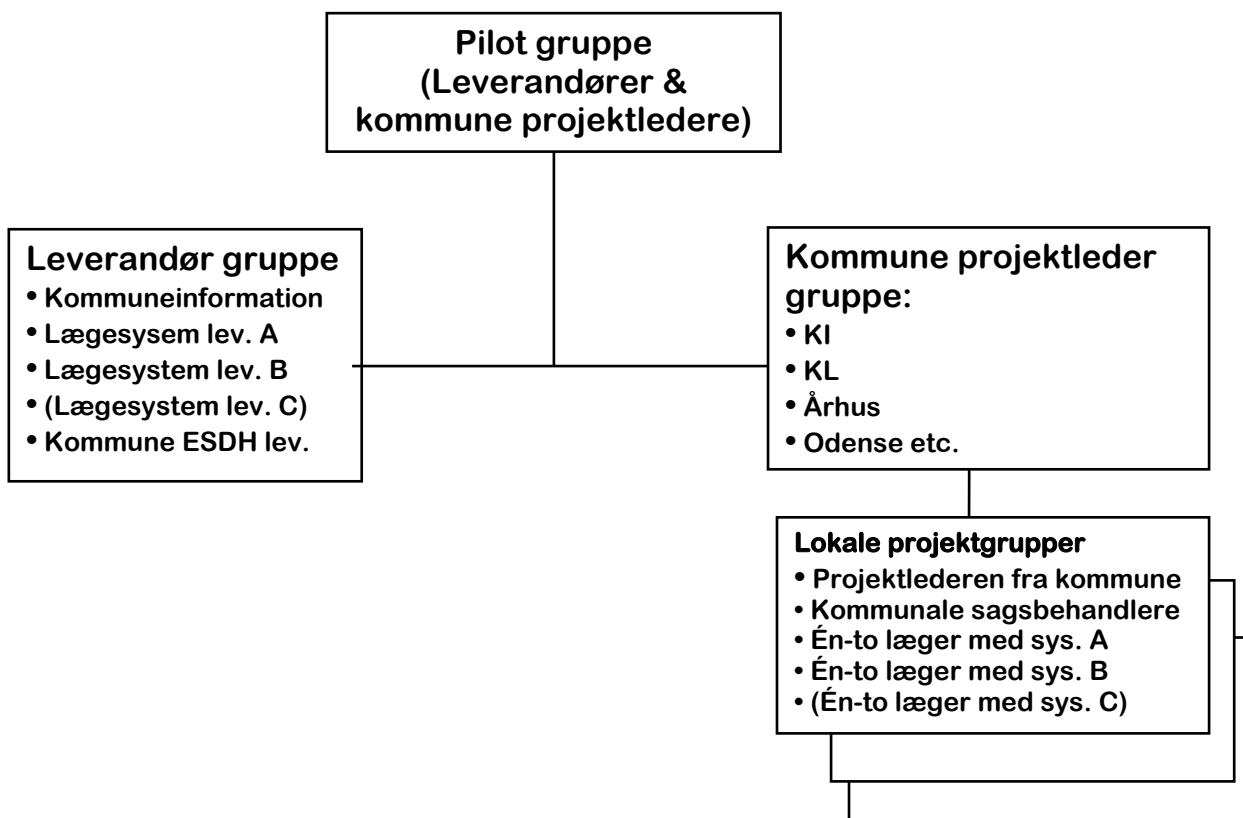 Pilot gruppe
(Leverandører &
kommune projektledere)
Leverandør gruppe
• Kommuneinformation
• Lægesysem lev. A
• Lægesystem lev. B
• (Lægesystem lev. C)
• Kommune ESDH lev.
Kommune projektleder
gruppe:
• KI
• KL
• Århus
• Odense etc.
Lokale projektgrupper
• Projektlederen fra kommune
• Kommunale sagsbehandlere
• Én-to læger med sys. A
• Én-to læger med sys. B
• (Én-to læger med sys. C)